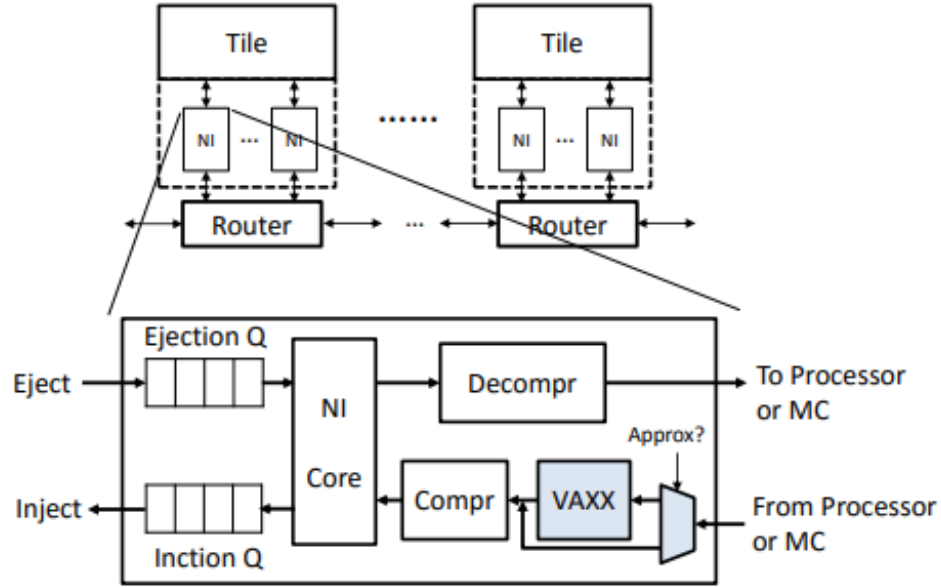 Tile
Tile
......
NI
...
NI
NI
...
NI
Router
...
Router
Ejection Q
Eject
NI
Core
Decompr
To Processor
or MC
Approx?
Inject
Compr
VAXX
From Processor
or MC
Inction Q